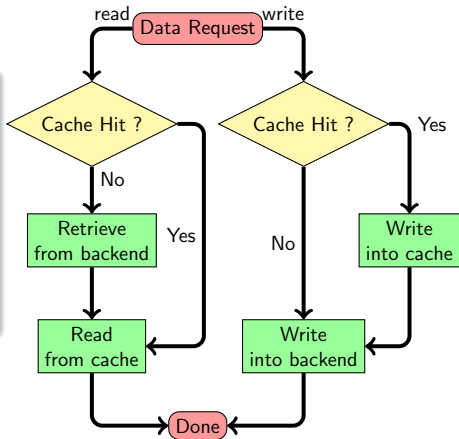 read
Data Request
write
Cache Hit ?
Cache Hit ?
Yes
No
Retrieve
from backend
Yes
No
Write
into cache
Read
from cache
Write
into backend
Done